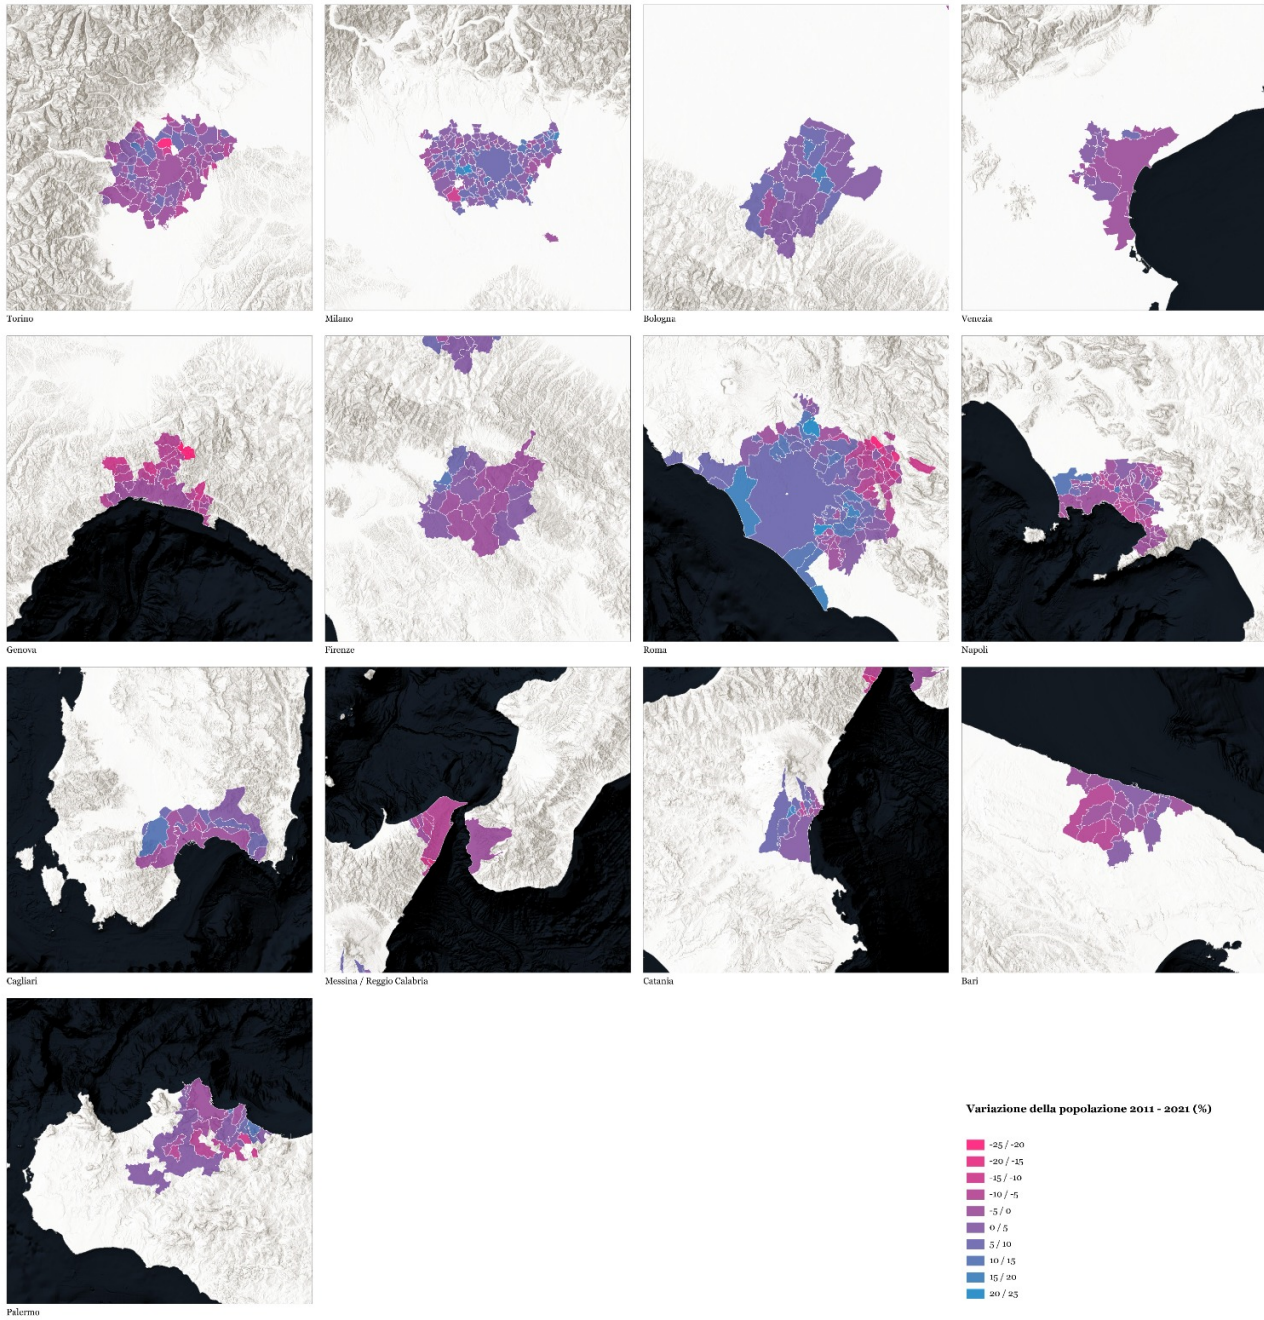 Torino
Milano
Bologna
Venezia
Genova
Firenze
Roma
Napoli
Cagliari
Messina / Reggio Calabria
Catania
Bari
Palermo
Variazione della popolazione 2011 - 2021 (%)
-25 / -20
-20 / -15
-15 / -10
-10 / -5
-5 / 0
0 / 5
5 / 10
10 / 15
15 / 20
20 / 25